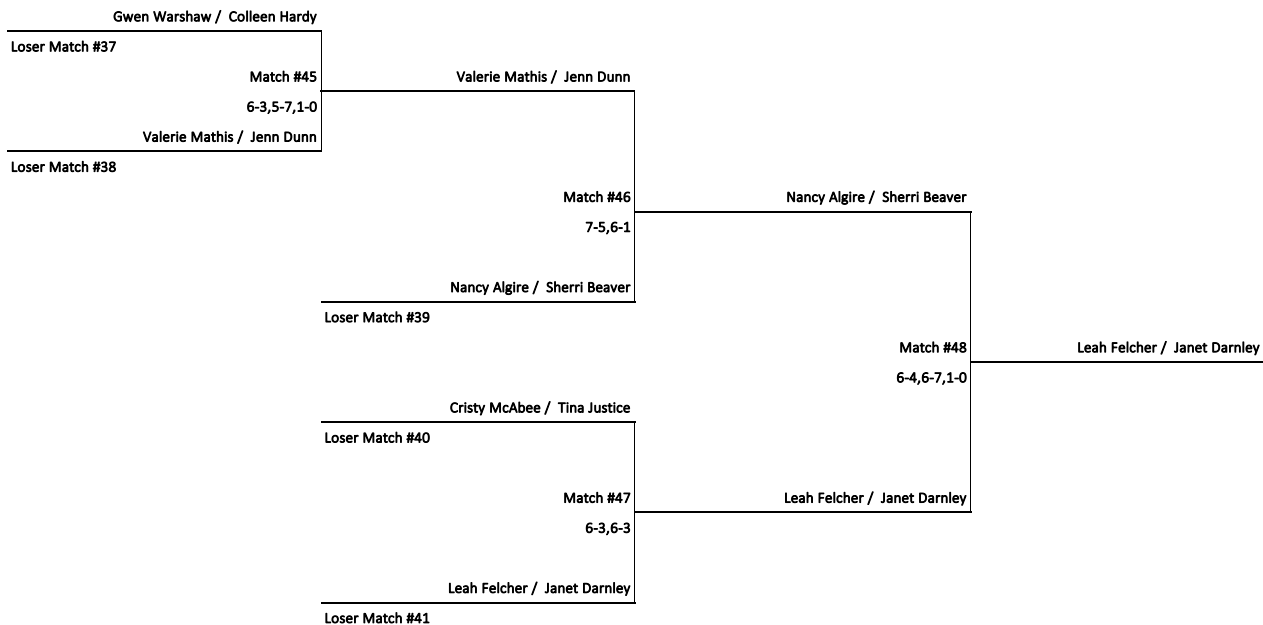 Gwen Warshaw / Colleen Hardy
Loser Match #37
Match #45
6-3,5-7,1-0
Valerie Mathis / Jenn Dunn
Loser Match #38
Valerie Mathis / Jenn Dunn
Match #46
7-5,6-1
Nancy Algire / Sherri Beaver
Loser Match #39
Nancy Algire / Sherri Beaver
Match #48
6-4,6-7,1-0
Leah Felcher / Janet Darnley
Cristy McAbee / Tina Justice
Loser Match #40
Match #47
6-3,6-3
Leah Felcher / Janet Darnley
Leah Felcher / Janet Darnley
Loser Match #41